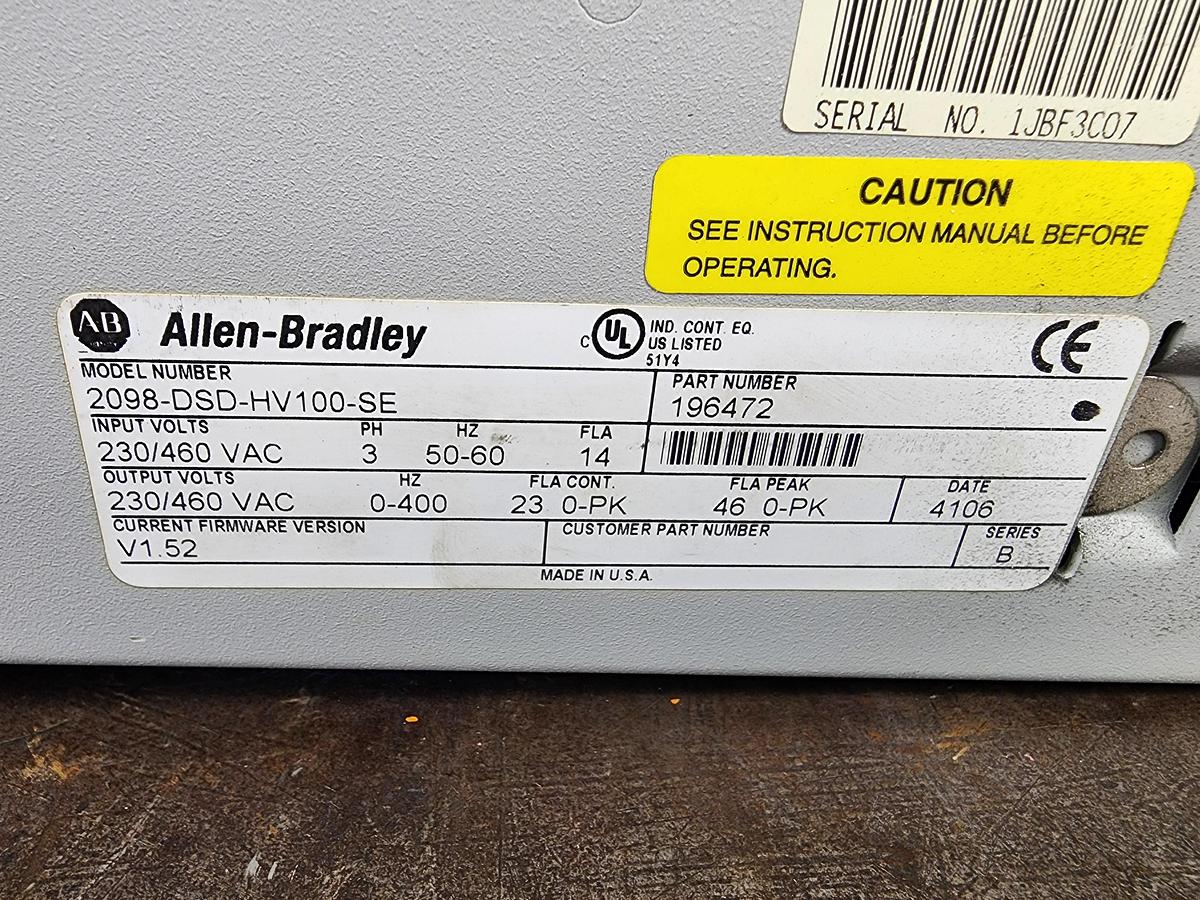 SERIAL NO. 1JBF3C07
CAUTION
SEE INSTRUCTION MANUAL BEFORE
OPERATING.
AB Allen-Bradley
C UL IND. CONT. EQ.
US LISTED
51Y4
CE
MODEL NUMBER
2098-DSD-HV100-SE
PART NUMBER
196472
INPUT VOLTS PH HZ FLA
230/460 VAC 3 50-60 14
OUTPUT VOLTS HZ FLA CONT. FLA PEAK DATE
230/460 VAC 0-400 23 0-PK 46 0-PK 4106
CURRENT FIRMWARE VERSION CUSTOMER PART NUMBER SERIES
V1.52 B
MADE IN U.S.A.